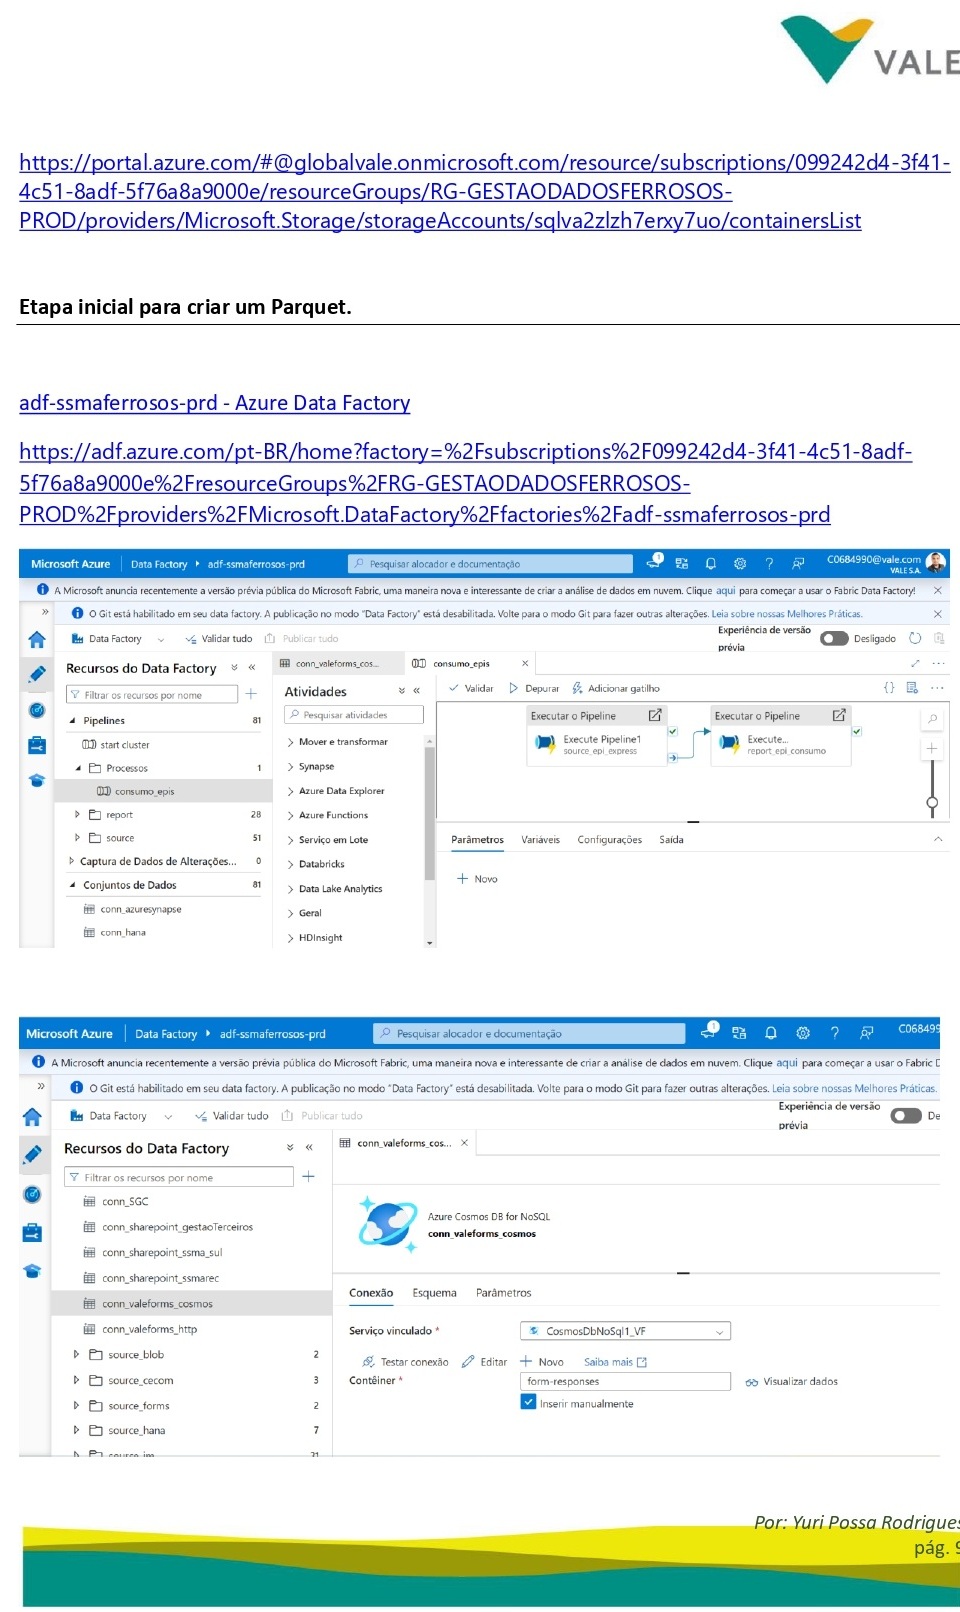 VALE
https://portal.azure.com/#@globalvale.onmicrosoft.com/resource/subscriptions/099242d4-3f41-
4c51-8adf-5f76a8a9000e/resourceGroups/RG-GESTAODADOSFERROSOS-
PROD/providers/Microsoft.Storage/storageAccounts/sqlva2zlzh7erxy7uo/containersList
Etapa inicial para criar um Parquet.
adf-ssmaferrosos-prd - Azure Data Factory
https://adf.azure.com/pt-BR/home?factory=%2Fsubscriptions%2F099242d4-3f41-4c51-8adf-
5f76a8a9000e%2FresourceGroups%2FRG-GESTAODADOSFERROSOS-
PROD%2Fproviders%2FMicrosoft.DataFactory%2Ffactories%2Fadf-ssmaferrosos-prd
Microsoft Azure Data Factory adf-ssmaferrosos-prd Pesquisar alocador e documentação 1 C0684990@vale.com
VALE S.A.
A Microsoft anuncia recentemente a versão prévia pública do Microsoft Fabric, uma maneira nova e interessante de criar a análise de dados em nuvem. Clique aqui para começar a usar o Fabric Data Factory!
O Git está habilitado em seu data factory. A publicação no modo "Data Factory" está desabilitada. Volte para o modo Git para fazer outras alterações. Leia sobre nossas Melhores Práticas.
Data Factory Validar tudo Publicar tudo Experiência de versão prévia Desligado
Recursos do Data Factory
Filtrar os recursos por nome
Pipelines 81
start cluster
Processos 1
consumo_epis
report 28
source 51
Captura de Dados de Alterações... 0
Conjuntos de Dados 81
conn_azuresynapse
conn_hana
conn_valeforms_cos... consumo_epis
Atividades
Pesquisar atividades
Mover e transformar
Synapse
Azure Data Explorer
Azure Functions
Serviço em Lote
Databricks
Data Lake Analytics
Geral
HDInsight
Validar Depurar Adicionar gatilho
Executar o Pipeline
Execute Pipeline1
source_epi_express
Executar o Pipeline
Execute...
report_epi_consumo
Parâmetros Variáveis Configurações Saída
Novo
Microsoft Azure Data Factory adf-ssmaferrosos-prd Pesquisar alocador e documentação 1 C068499
A Microsoft anuncia recentemente a versão prévia pública do Microsoft Fabric, uma maneira nova e interessante de criar a análise de dados em nuvem. Clique aqui para começar a usar o Fabric D
O Git está habilitado em seu data factory. A publicação no modo "Data Factory" está desabilitada. Volte para o modo Git para fazer outras alterações. Leia sobre nossas Melhores Práticas.
Data Factory Validar tudo Publicar tudo Experiência de versão prévia De
Recursos do Data Factory
Filtrar os recursos por nome
conn_SGC
conn_sharepoint_gestaoTerceiros
conn_sharepoint_ssma_sul
conn_sharepoint_ssmarec
conn_valeforms_cosmos
conn_valeforms_http
source_blob 2
source_cecom 3
source_forms 2
source_hana 7
conn_valeforms_cos...
Azure Cosmos DB for NoSQL
conn_valeforms_cosmos
Conexão Esquema Parâmetros
Serviço vinculado * CosmosDbNoSql1_VF
Testar conexão Editar Novo Saiba mais
Contêiner * form-responses Visualizar dados
Inserir manualmente
Por: Yuri Possa Rodrigues
pág. 9